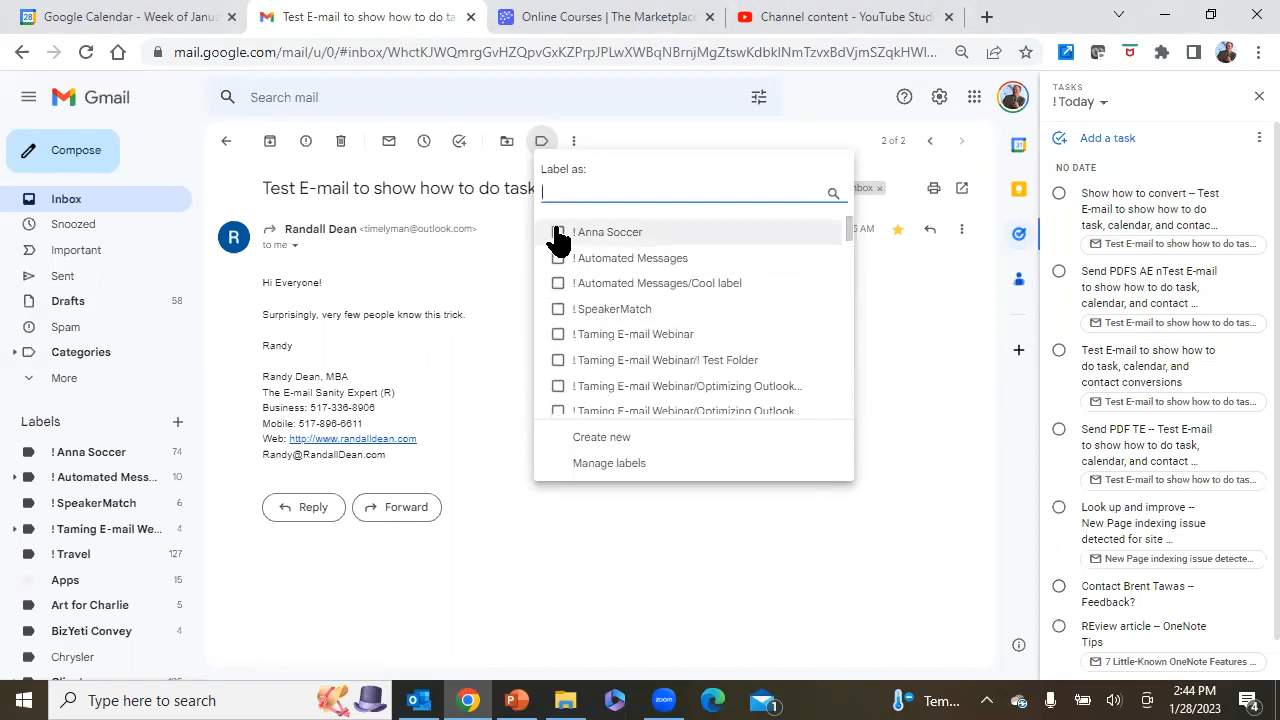 Google Calendar - Week of Janua
Test E-mail to show how to do ta
Online Courses | The Marketplac
Channel content - YouTube Studi
mail.google.com/mail/u/0/#inbox/WhctKJWQmrgGvHZQpvGxKZPrpJPLwXWBqNBrnjMgZtswKdbklNmTzvxBdVjmSZqkHWl...
Gmail
Search mail
Compose
Inbox
Snoozed
Important
Sent
Drafts 58
Spam
Categories
More
Labels
! Anna Soccer 74
! Automated Mess... 10
! SpeakerMatch 6
! Taming E-mail We... 4
! Travel 127
Apps 15
Art for Charlie 5
BizYeti Convey 4
Chrysler
2 of 2
Test E-mail to show how to do task
nbox ×
R
Randall Dean <timelyman@outlook.com>
5 AM
to me
Hi Everyone!
Surprisingly, very few people know this trick.
Randy
Randy Dean, MBA
The E-mail Sanity Expert (R)
Business: 517-336-8906
Mobile: 517-896-6611
Web: http://www.randalldean.com
Randy@RandallDean.com
Reply
Forward
Label as:
! Anna Soccer
! Automated Messages
! Automated Messages/Cool label
! SpeakerMatch
! Taming E-mail Webinar
! Taming E-mail Webinar/! Test Folder
! Taming E-mail Webinar/Optimizing Outlook...
! Taming E-mail Webinar/Optimizing Outlook...
Create new
Manage labels
TASKS
! Today
Add a task
NO DATE
Show how to convert -- Test
E-mail to show how to do
task, calendar, and contac...
Test E-mail to show how to do tas...
Send PDFS AE nTest E-mail
to show how to do task,
calendar, and contact ...
Test E-mail to show how to do tas...
Test E-mail to show how to
do task, calendar, and
contact conversions
Test E-mail to show how to do tas...
Send PDF TE -- Test E-mail
to show how to do task,
calendar, and contact ...
Test E-mail to show how to do tas...
Look up and improve --
New Page indexing issue
detected for site ...
New Page indexing issue detecte...
Contact Brent Tawas --
Feedback?
REview article -- OneNote
Tips
7 Little-Known OneNote Features ...
Type here to search
zoom
1
Tem...
2:44 PM
1/28/2023
4